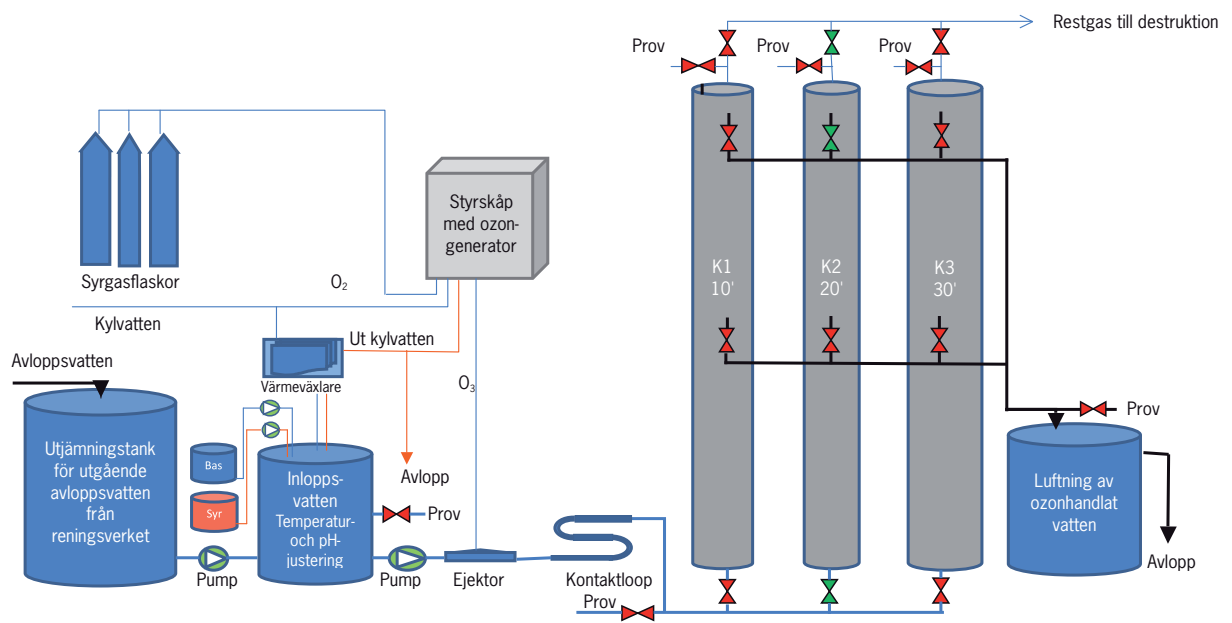 Restgas till destruktion
Prov
Prov
Prov
Styrskåp
med ozon-
generator
Syrgasflaskor
O2
K1
10'
K2
20'
K3
30'
Kylvatten
Ut kylvatten
Avloppsvatten
Värmeväxlare
O3
Prov
Utjämningstank
för utgående
avloppsvatten
från
reningsverket
Bas
Syr
Inlopps-
vatten
Temperatur-
och pH-
justering
Avlopp
Prov
Luftning av
ozonhandlat
vatten
Avlopp
Pump
Pump
Ejektor
Kontaktloop
Prov